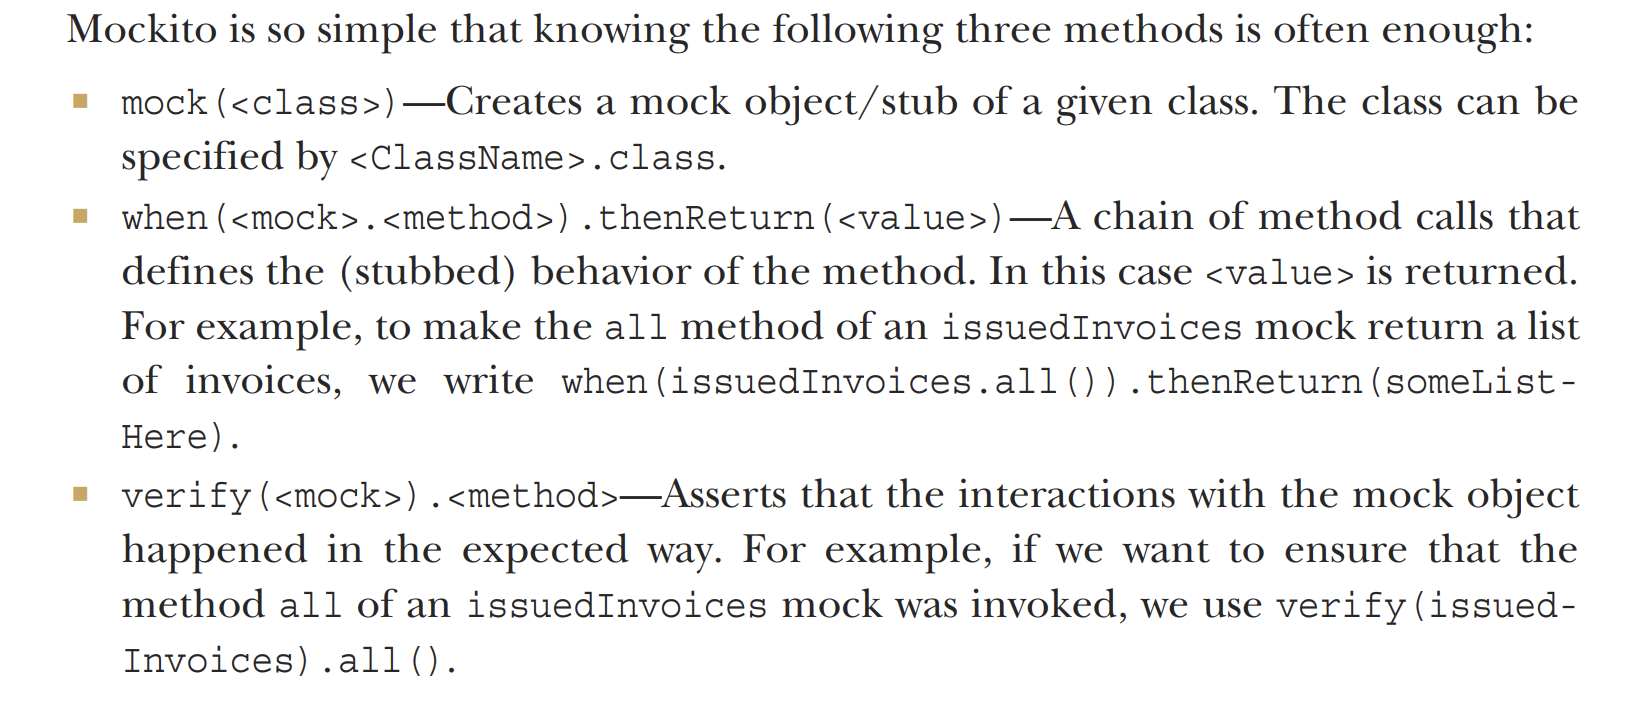 Mockito is so simple that knowing the following three methods is often enough:
■ mock(<class>)—Creates a mock object/stub of a given class. The class can be
specified by <ClassName>.class.
■ when(<mock>.<method>).thenReturn(<value>)—A chain of method calls that
defines the (stubbed) behavior of the method. In this case <value> is returned.
For example, to make the all method of an issuedInvoices mock return a list
of invoices, we write when(issuedInvoices.all()).thenReturn(someList-
Here).
■ verify(<mock>).<method>—Asserts that the interactions with the mock object
happened in the expected way. For example, if we want to ensure that the
method all of an issuedInvoices mock was invoked, we use verify(issued-
Invoices).all().